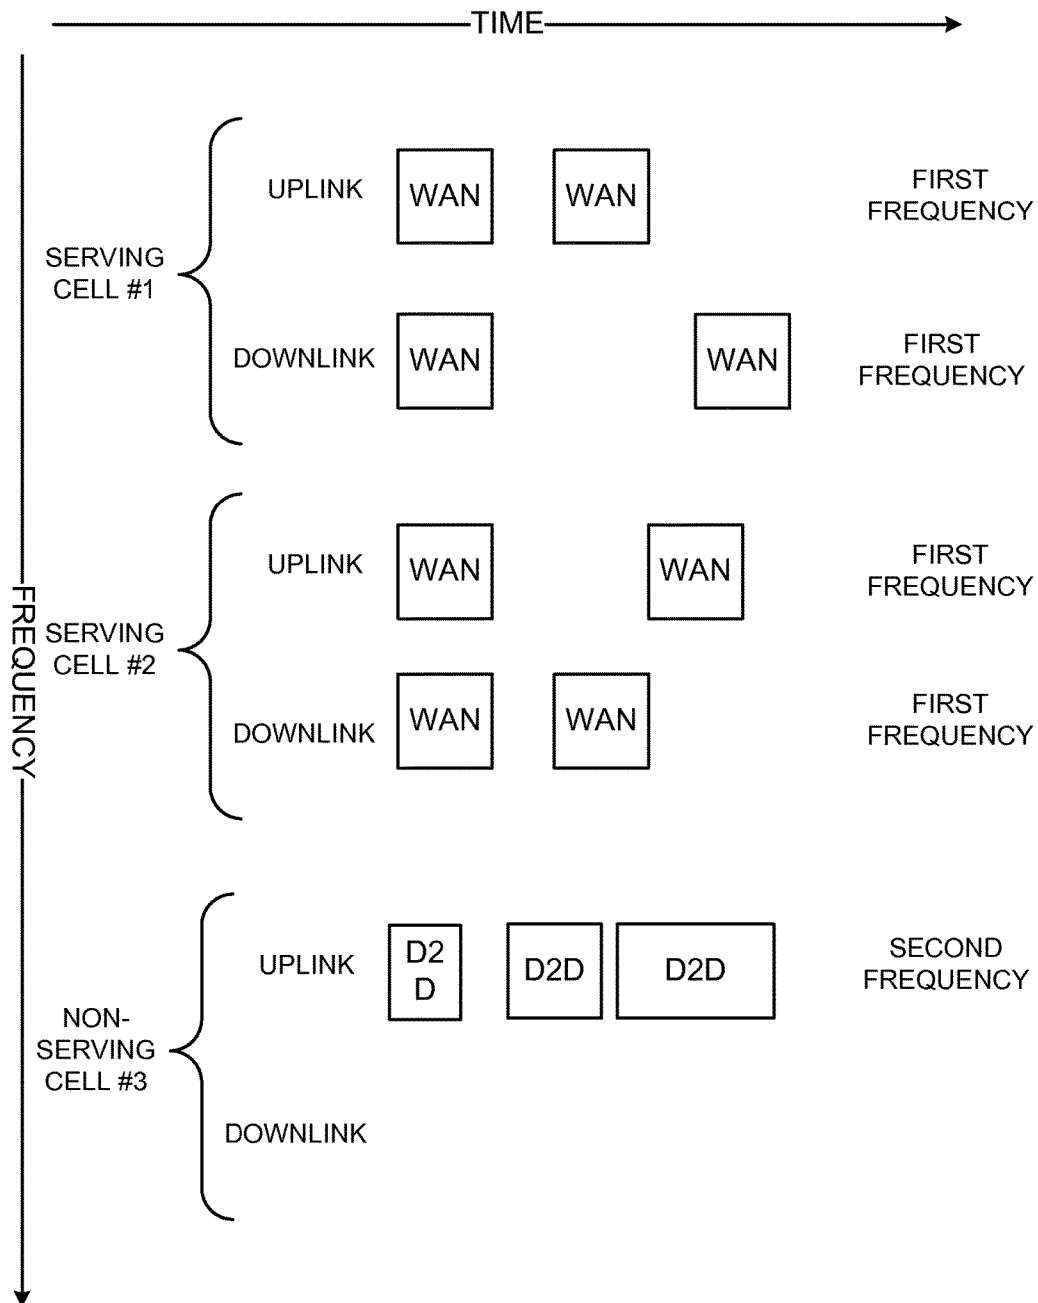 TIME
FREQUENCY
SERVING
CELL #1
UPLINK
WAN
WAN
FIRST
FREQUENCY
DOWNLINK
WAN
WAN
FIRST
FREQUENCY
SERVING
CELL #2
UPLINK
WAN
WAN
FIRST
FREQUENCY
DOWNLINK
WAN
WAN
FIRST
FREQUENCY
NON-
SERVING
CELL #3
UPLINK
D2
D
D2D
D2D
SECOND
FREQUENCY
DOWNLINK